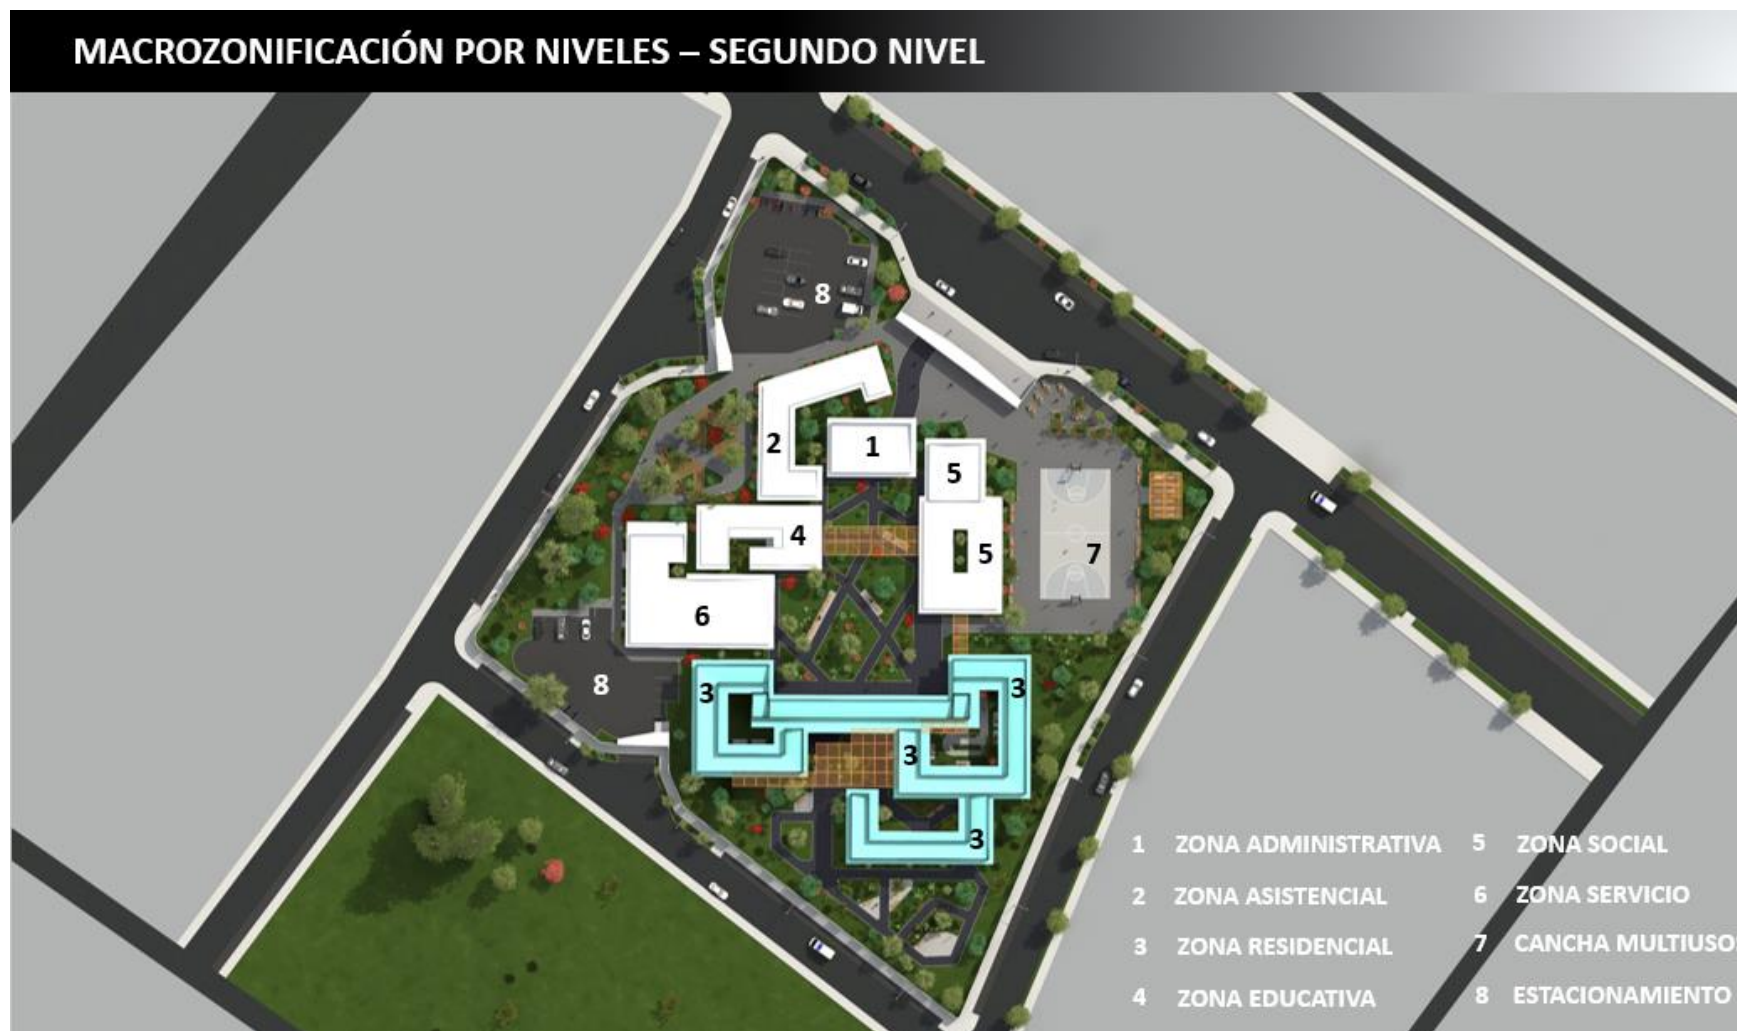 MACROZONIFICACIÓN POR NIVELES – SEGUNDO NIVEL
8
2
1
5
4
5
7
6
8
3
3
3
3
1 ZONA ADMINISTRATIVA 5 ZONA SOCIAL
2 ZONA ASISTENCIAL 6 ZONA SERVICIO
3 ZONA RESIDENCIAL 7 CANCHA MULTIUSO
4 ZONA EDUCATIVA 8 ESTACIONAMIENTO